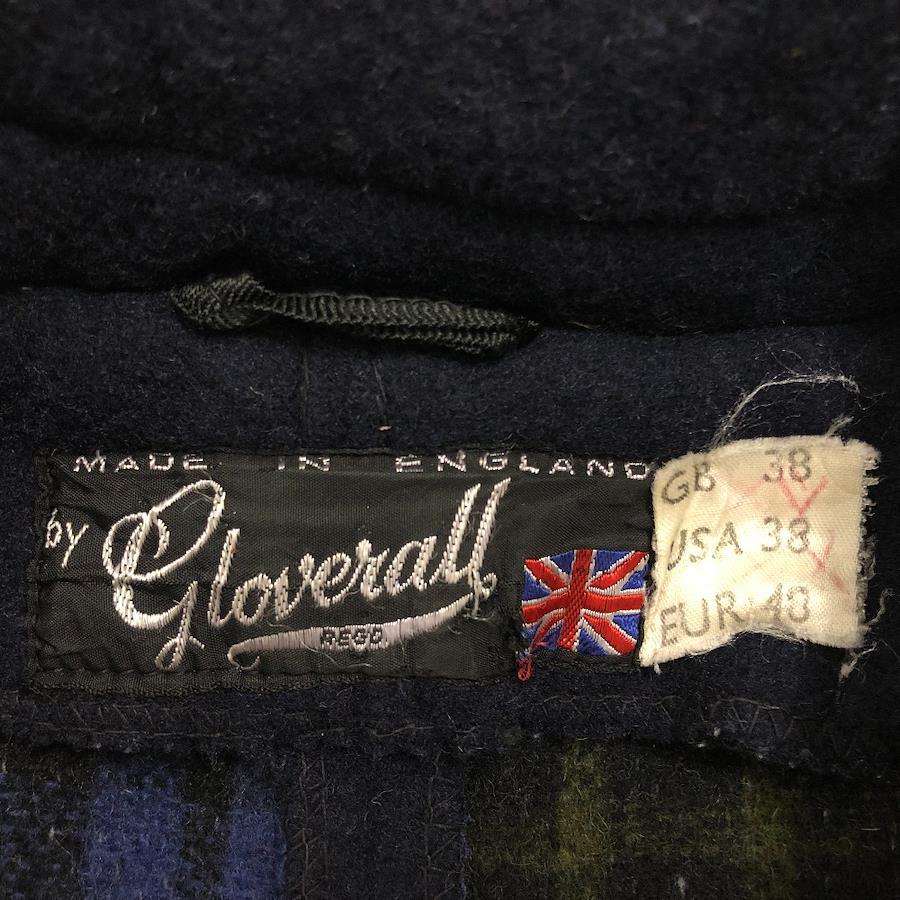 MADE IN ENGLAND
by Gloverall
REGD
GB 38
USA 38
EUR 48